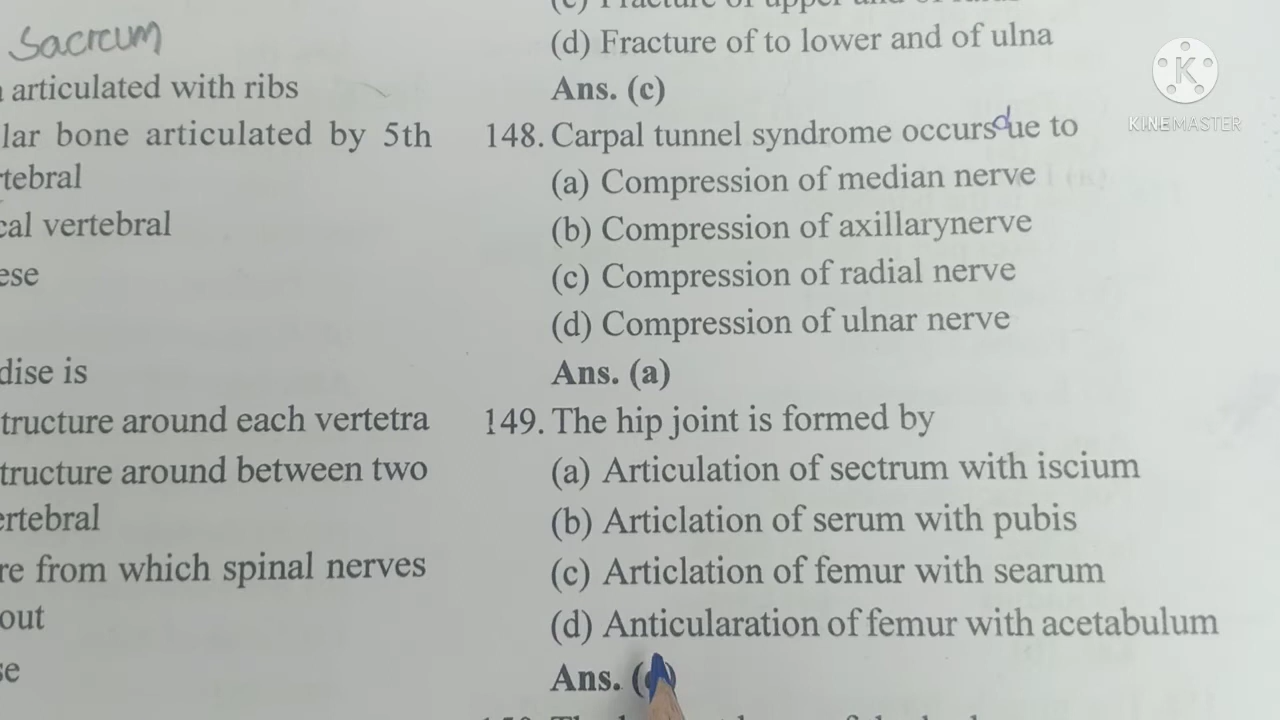 Sacrcum
articulated with ribs
lar bone articulated by 5th
tebral
cal vertebral
ese
dise is
tructure around each vertetra
tructure around between two
ertebral
re from which spinal nerves
out
se
(d) Fracture of to lower and of ulna
Ans. (c)
148. Carpal tunnel syndrome occurs due to
(a) Compression of median nerve
(b) Compression of axillarynerve
(c) Compression of radial nerve
(d) Compression of ulnar nerve
Ans. (a)
149. The hip joint is formed by
(a) Articulation of sectrum with iscium
(b) Articlation of serum with pubis
(c) Articlation of femur with searum
(d) Anticularation of femur with acetabulum
Ans.
K
KINEMASTER